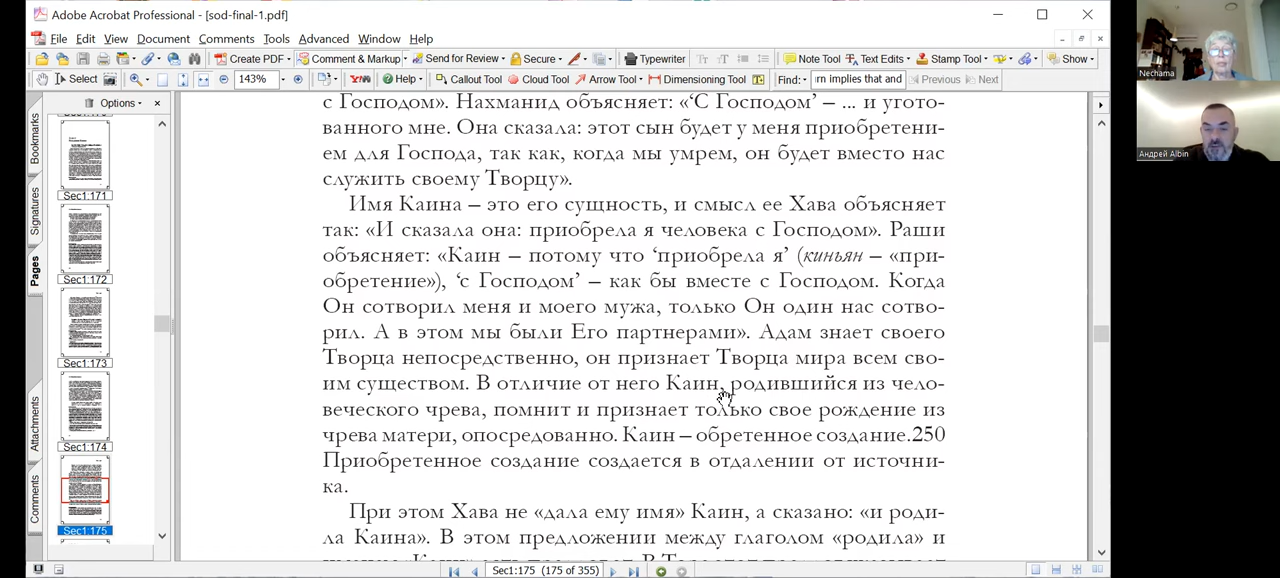 Adobe Acrobat Professional - [sod-final-1.pdf]
File Edit View Document Comments Tools Advanced Window Help
Create PDF Comment & Markup Send for Review Secure Typewriter Note Tool Text Edits Stamp Tool Show
Select 143% Help Callout Tool Cloud Tool Arrow Tool Dimensioning Tool Find: rm implies that and Previous Next
Options
Bookmarks
Signatures
Pages
Attachments
Comments
Sec1:171
Sec1:172
Sec1:173
Sec1:174
Sec1:175
с Господом». Нахманид объясняет: «‘С Господом’ – ... и угото-
ванного мне. Она сказала: этот сын будет у меня приобретени-
ем для Господа, так как, когда мы умрем, он будет вместо нас
служить своему Творцу».
Имя Каина – это его сущность, и смысл ее Хава объясняет
так: «И сказала она: приобрела я человека с Господом». Раши
объясняет: «Каин – потому что ‘приобрела я’ (киньян – «при-
обретение»), ‘с Господом’ – как бы вместе с Господом. Когда
Он сотворил меня и моего мужа, только Он один нас сотво-
рил. А в этом мы были Его партнерами». Адам знает своего
Творца непосредственно, он признает Творца мира всем сво-
им существом. В отличие от него Каин, родившийся из чело-
веческого чрева, помнит и признает только свое рождение из
чрева матери, опосредованно. Каин – обретенное создание.250
Приобретенное создание создается в отдалении от источни-
ка.
При этом Хава не «дала ему имя» Каин, а сказано: «и роди-
ла Каина». В этом предложении между глаголом «родила» и
Sec1:175 (175 of 355)
Nechama
Андрей Albin